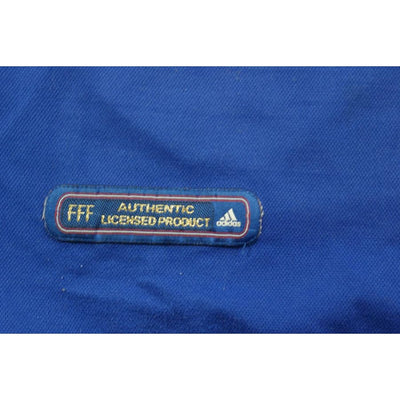 FFF
AUTHENTIC
LICENSED PRODUCT
adidas